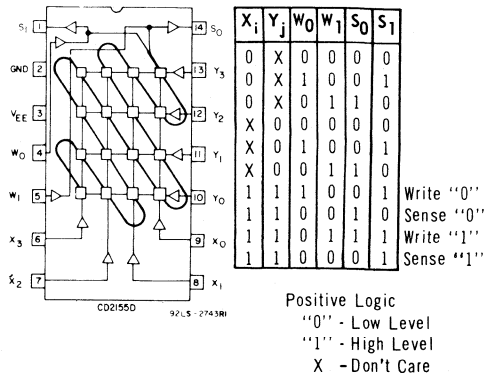 S₁ 1 14 S₀
GND 2 13 Y₃
V_EE 3 12 Y₂
W₀ 4 11 Y₁
W₁ 5 10 Y₀
X₃ 6 9 X₀
X₂ 7 8 X₁
CD2155D
92LS-2743RI
Xᵢ Yⱼ W₀ W₁ S₀ S₁
0 X 0 0 0 0
0 X 1 0 0 1
0 X 0 1 1 0
X 0 0 0 0 0
X 0 1 0 0 1
X 0 0 1 1 0
1 1 1 0 0 1 Write "0"
1 1 0 0 1 0 Sense "0"
1 1 0 1 1 0 Write "1"
1 1 0 0 0 1 Sense "1"
Positive Logic
"0" - Low Level
"1" - High Level
X - Don't Care